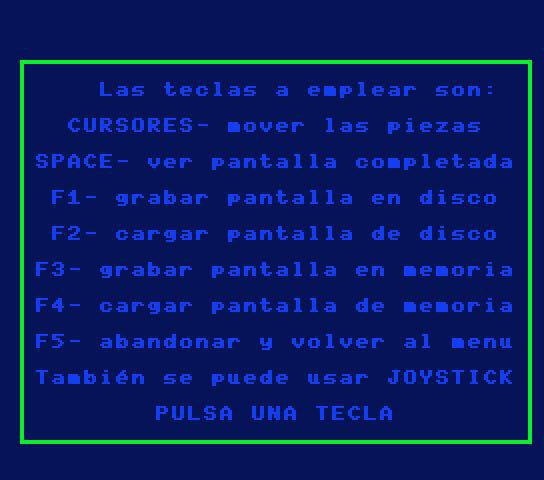 Las teclas a emplear son:
CURSORES- mover las piezas
SPACE- ver pantalla completada
F1- grabar pantalla en disco
F2- cargar pantalla de disco
F3- grabar pantalla en memoria
F4- cargar pantalla de memoria
F5- abandonar y volver al menu
También se puede usar JOYSTICK
PULSA UNA TECLA